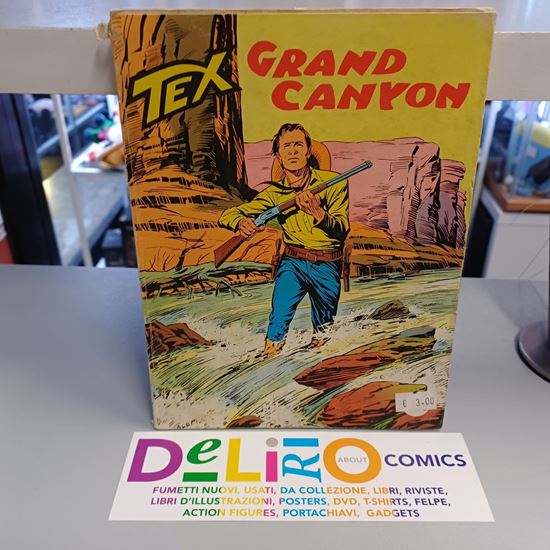 TEX
GRAND
CANYON
€ 3.00
DeLiRiO
ABOUT
COMICS
FUMETTI NUOVI, USATI, DA COLLEZIONE, LIBRI, RIVISTE,
LIBRI D'ILLUSTRAZIONI, POSTERS, DVD, T-SHIRTS, FELPE,
ACTION FIGURES, PORTACHIAVI, GADGETS